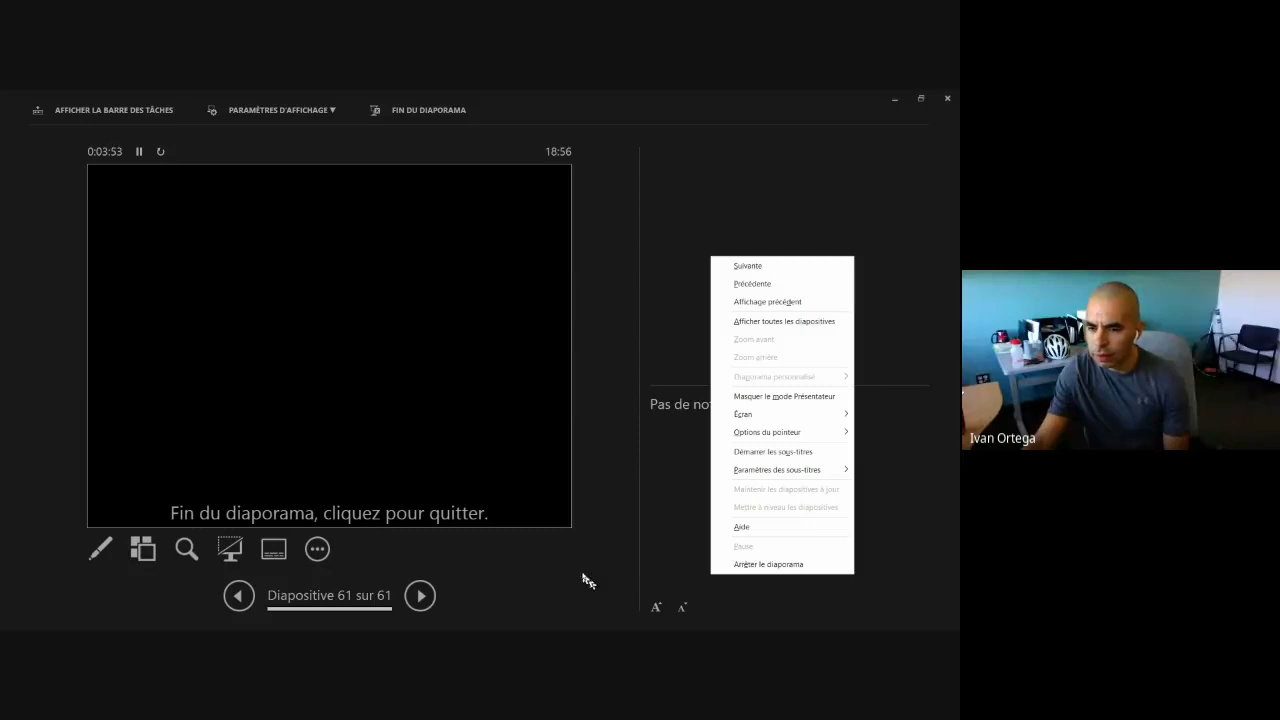 AFFICHER LA BARRE DES TÂCHES
PARAMÈTRES D'AFFICHAGE ▼
FIN DU DIAPORAMA
0:03:53
18:56
Fin du diaporama, cliquez pour quitter.
Diapositive 61 sur 61
Pas de no
Suivante
Précédente
Affichage précédent
Afficher toutes les diapositives
Zoom avant
Zoom arrière
Diaporama personnalisé
Masquer le mode Présentateur
Écran
Options du pointeur
Démarrer les sous-titres
Paramètres des sous-titres
Maintenir les diapositives à jour
Mettre à niveau les diapositives
Aide
Pause
Arrêter le diaporama
A A
Ivan Ortega